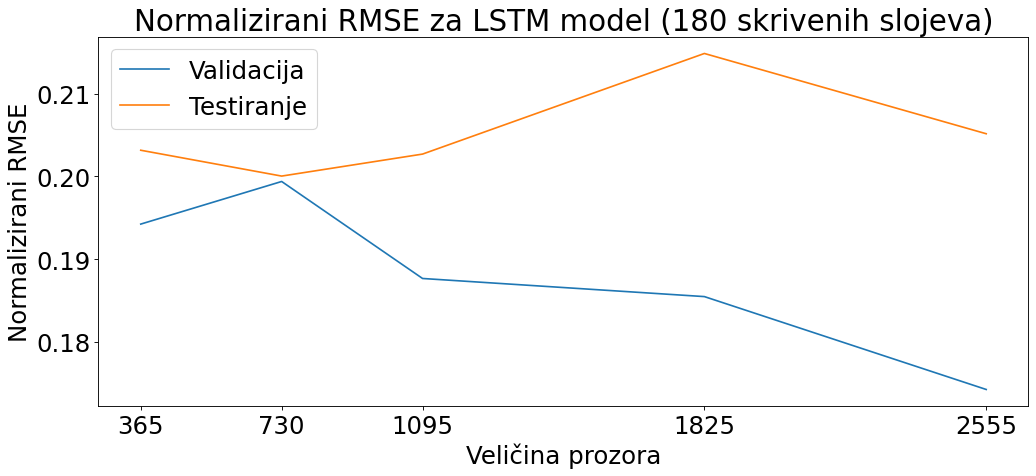 Normalizirani RMSE za LSTM model (180 skrivenih slojeva)
Validacija
Testiranje
Normalizirani RMSE
0.21
0.20
0.19
0.18
365 730 1095 1825 2555
Veličina prozora